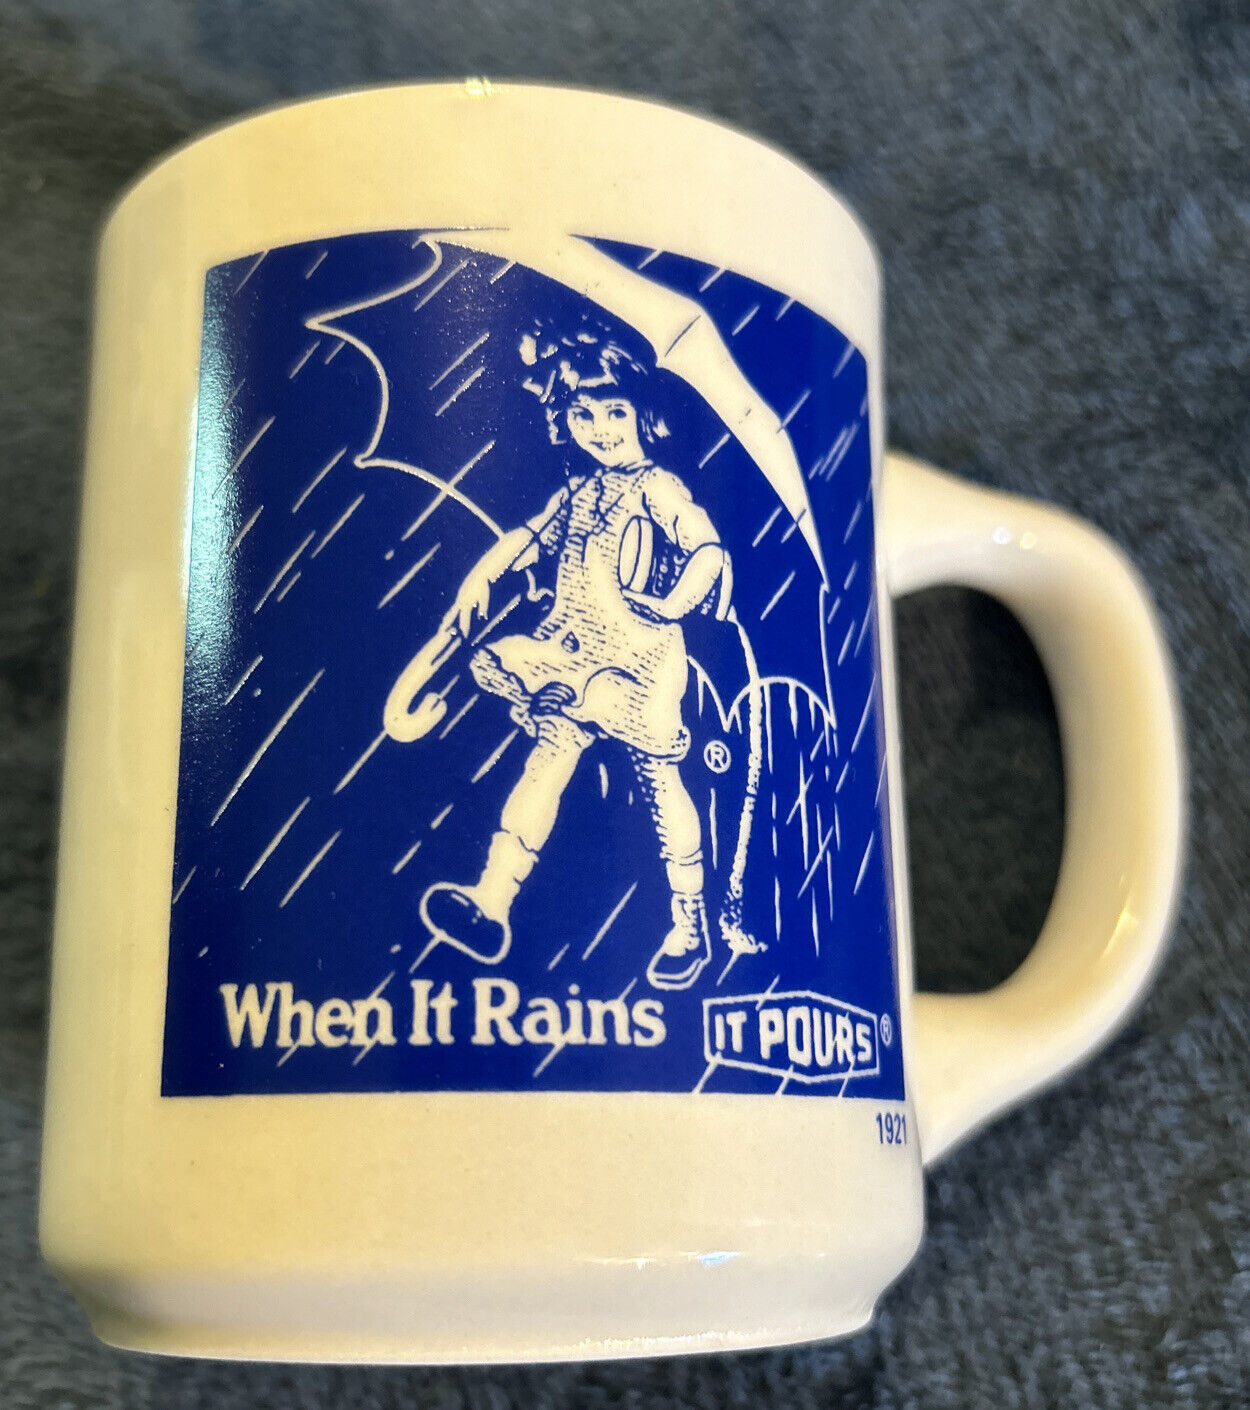 ®
When It Rains IT POURS ®
1921